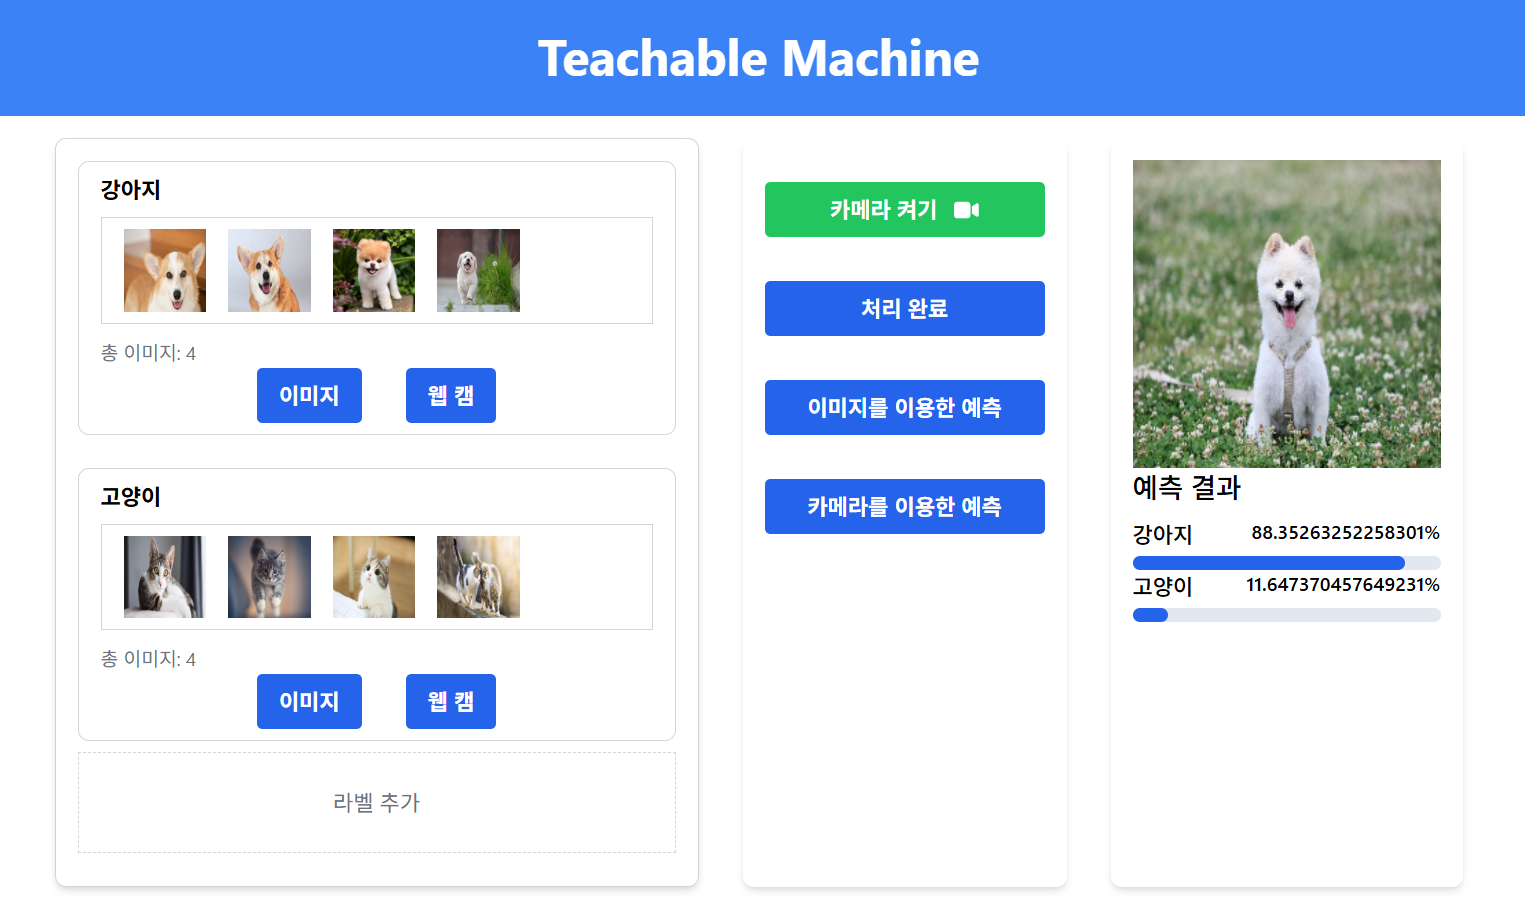 Teachable Machine
강아지
총 이미지: 4
이미지
웹 캠
고양이
총 이미지: 4
이미지
웹 캠
라벨 추가
카메라 켜기
처리 완료
이미지를 이용한 예측
카메라를 이용한 예측
예측 결과
강아지 88.35263252258301%
고양이 11.647370457649231%